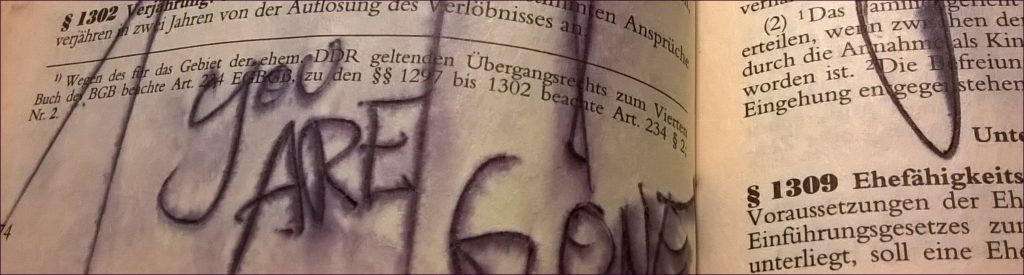 § 1302 Verjährung.
verjähren in zwei Jahren von der Auflösung des Verlöbnisses an. Ansprüche
¹⁾ Wegen des für das Gebiet der ehem. DDR geltenden Übergangsrechts zum Vierten
Buch des BGB beachte Art. 234 EGBGB, zu den §§ 1297 bis 1302 beachte Art. 234 § 2;
Nr. 2.
YOU
ARE
GONE
74
(2) ¹Das
erteilen, wenn zwischen der
durch die Annahme als Kin
worden ist. ²Die Befreiun
Eingehung entgegenstehen
Unte
§ 1309 Ehefähigkeits
Voraussetzungen der Eh
Einführungsgesetzes zu
unterliegt, soll eine Ehe